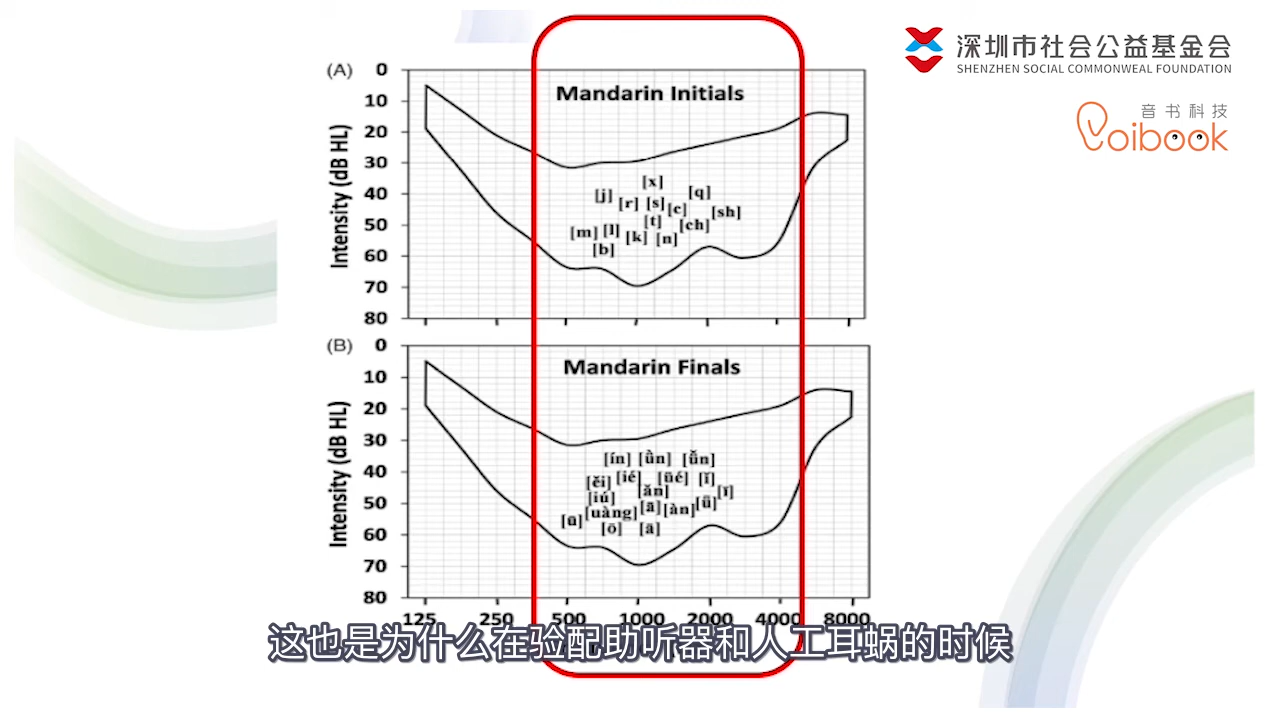 深圳市社会公益基金会
SHENZHEN SOCIAL COMMONWEAL FOUNDATION
音书科技
Voibook
(A)
Mandarin Initials
Intensity (dB HL)
0
10
20
30
40
50
60
70
80
[x]
[j] [q]
[r] [s] [c] [sh]
[t] [ch]
[m] [l] [k] [n]
[b]
(B)
Mandarin Finals
Intensity (dB HL)
0
10
20
30
40
50
60
70
80
[ín] [ǜn] [ǚn]
[ěi] [ié] [üé] [ǐ]
[iú] [ǎn] [ī]
[uàng] [ā] [àn] [ǖ]
[ū] [ō] [ā]
125 250 500 1000 2000 4000 8000
这也是为什么在验配助听器和人工耳蜗的时候